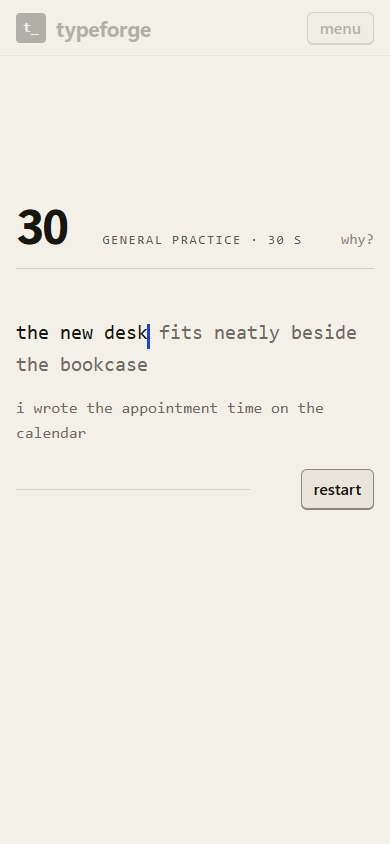 t_ typeforge menu
30 GENERAL PRACTICE · 30 S why?
the new desk fits neatly beside
the bookcase
i wrote the appointment time on the
calendar
restart